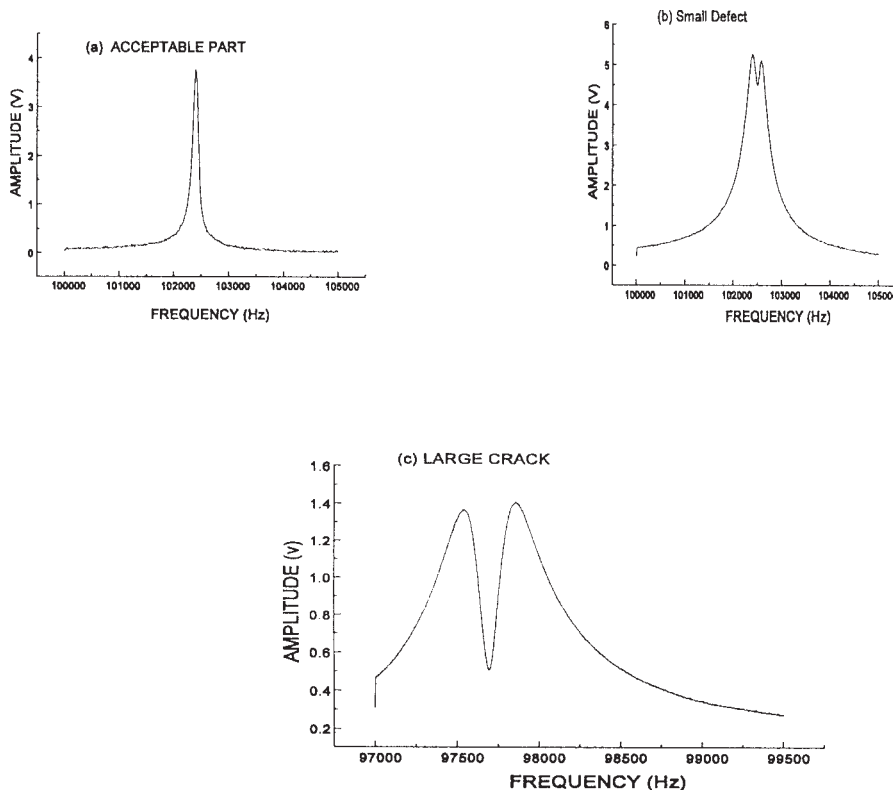 (a) ACCEPTABLE PART
4
3
2
1
0
AMPLITUDE (V)
100000 101000 102000 103000 104000 105000
FREQUENCY (Hz)
(b) Small Defect
6
5
4
3
2
1
0
AMPLITUDE (V)
100000 101000 102000 103000 104000 10500
FREQUENCY (Hz)
(c) LARGE CRACK
1.6
1.4
1.2
1.0
0.8
0.6
0.4
0.2
AMPLITUDE (v)
97000 97500 98000 98500 99000 99500
FREQUENCY (Hz)